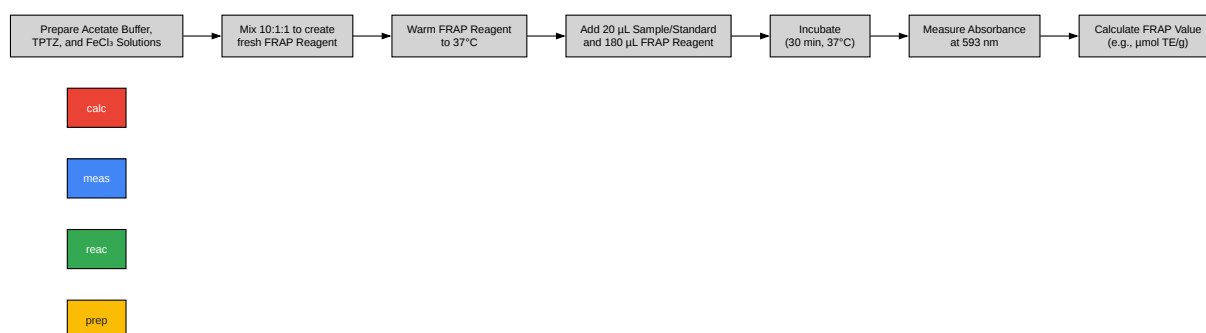 Prepare Acetate Buffer,
TPTZ, and FeCl₃ Solutions
Mix 10:1:1 to create
fresh FRAP Reagent
Warm FRAP Reagent
to 37°C
Add 20 µL Sample/Standard
and 180 µL FRAP Reagent
Incubate
(30 min, 37°C)
Measure Absorbance
at 593 nm
Calculate FRAP Value
(e.g., µmol TE/g)
calc
meas
reac
prep